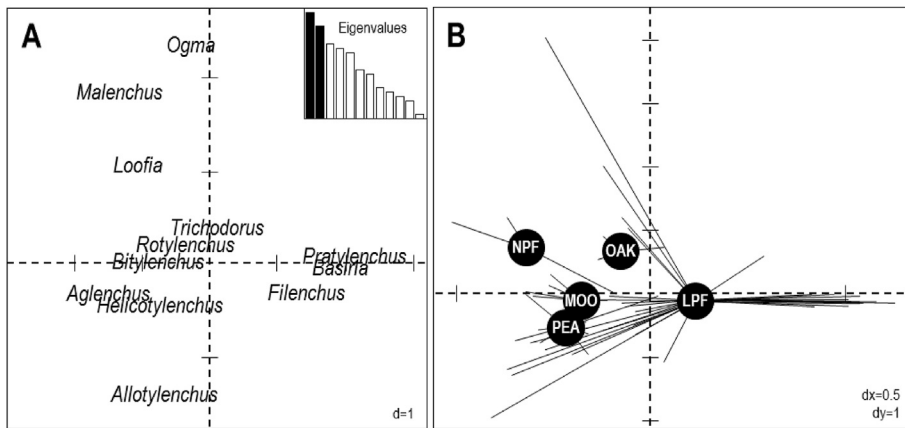 A
Eigenvalues
B
Ogma
Malenchus
Loofia
Trichodorus
Rotylenchus
Bitylenchus
Pratylenchus
Basiria
Aglenchus
Helicotylenchus
Filenchus
Allotylenchus
d=1
NPF
OAK
MOO
LPF
PEA
dx=0.5
dy=1